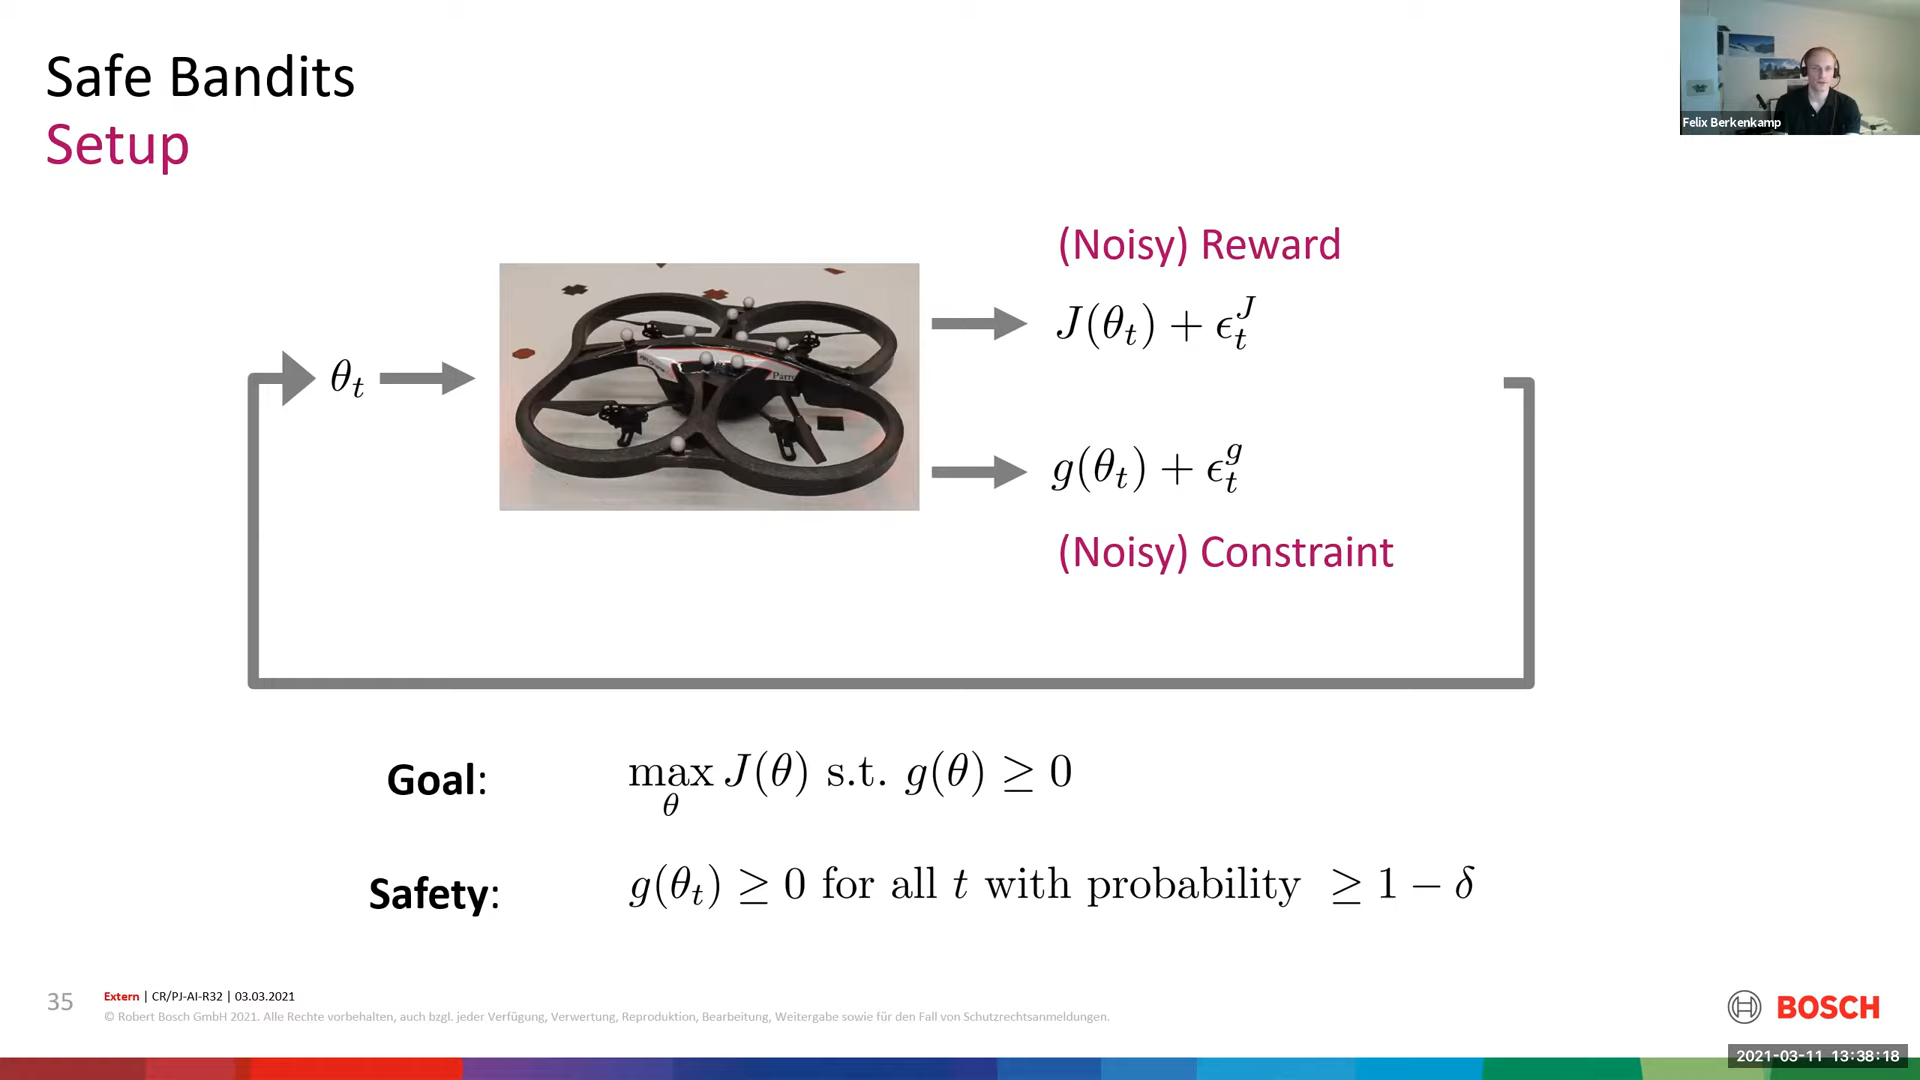 Safe Bandits
Setup
Felix Berkenkamp
(Noisy) Reward
J(θ_t) + ϵ_t^J
θ_t
Parro
g(θ_t) + ϵ_t^g
(Noisy) Constraint
Goal: max_θ J(θ) s.t. g(θ) ≥ 0
Safety: g(θ_t) ≥ 0 for all t with probability ≥ 1 − δ
35
Extern | CR/PJ-AI-R32 | 03.03.2021
© Robert Bosch GmbH 2021. Alle Rechte vorbehalten, auch bzgl. jeder Verfügung, Verwertung, Reproduktion, Bearbeitung, Weitergabe sowie für den Fall von Schutzrechtsanmeldungen.
BOSCH
2021-03-11 13:38:18